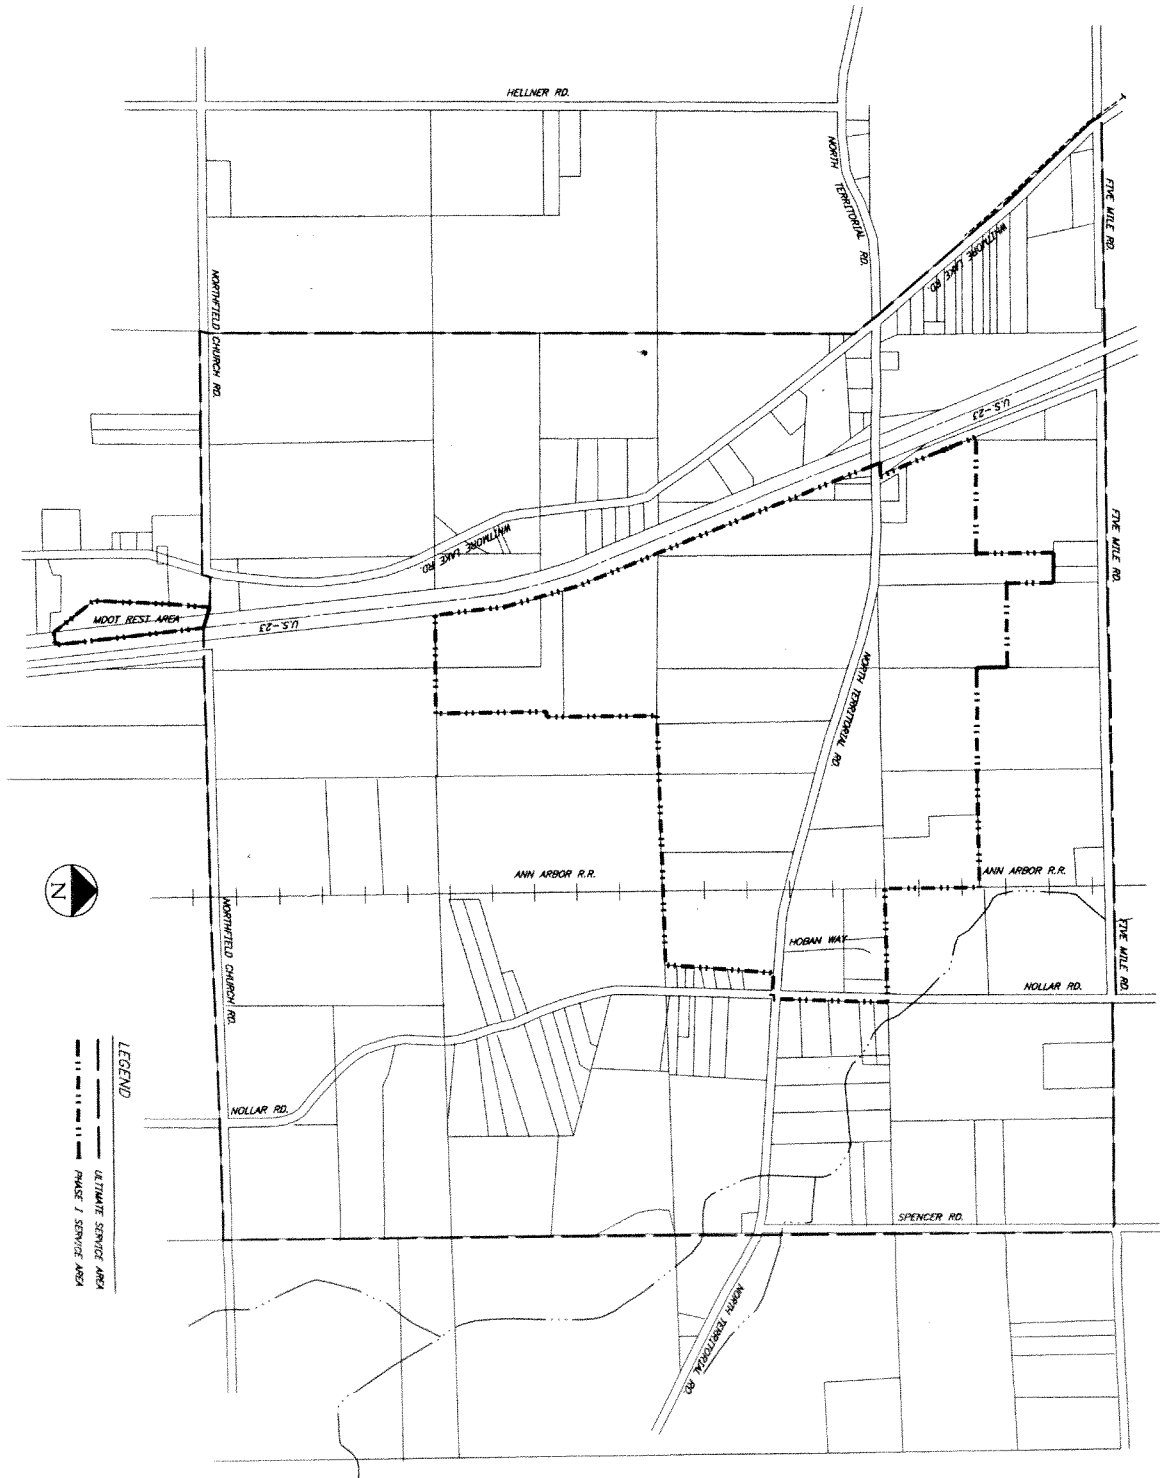 HELLNER RD.
NORTH TERRITORIAL RD.
FIVE MILE RD.
WHITMORE LAKE RD.
NORTHFIELD CHURCH RD.
U.S.-23
FIVE MILE RD.
WHITMORE LAKE RD.
MDOT REST AREA
U.S.-23
NORTH TERRITORIAL RD.
ANN ARBOR R.R.
ANN ARBOR R.R.
N
NORTHFIELD CHURCH RD.
HOBAN WAY
FIVE MILE RD.
NOLLAR RD.
NOLLAR RD.
SPENCER RD.
NORTH TERRITORIAL RD.
LEGEND
ULTIMATE SERVICE AREA
PHASE I SERVICE AREA